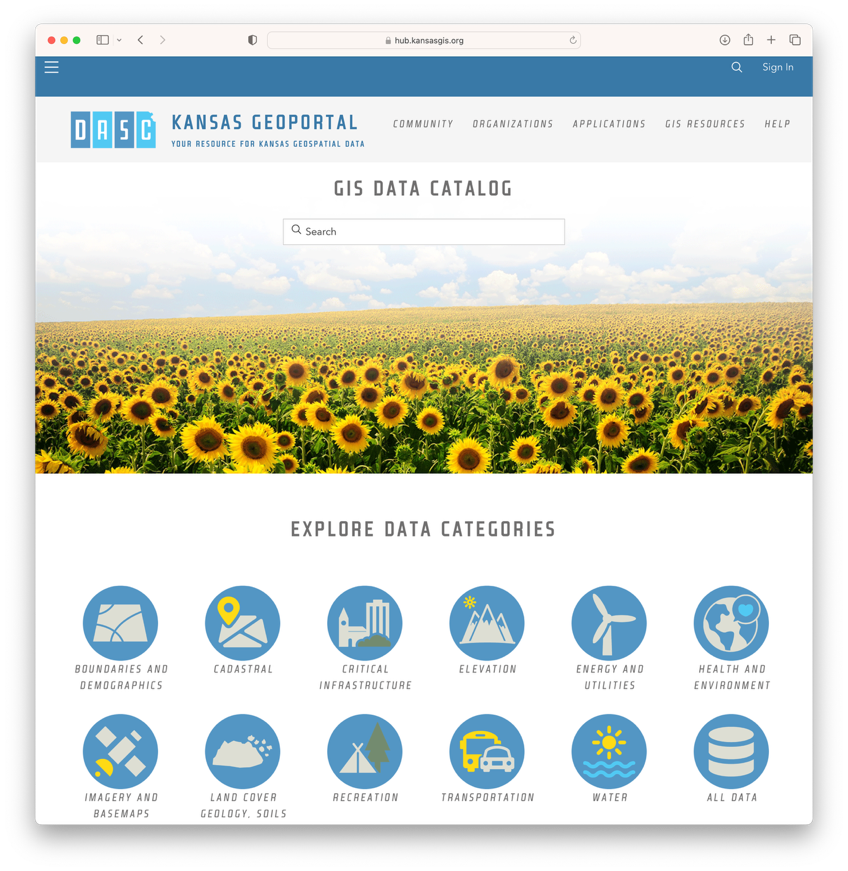 hub.kansasgis.org
Sign In
DASC
KANSAS GEOPORTAL
YOUR RESOURCE FOR KANSAS GEOSPATIAL DATA
COMMUNITY ORGANIZATIONS APPLICATIONS GIS RESOURCES HELP
GIS DATA CATALOG
Search
EXPLORE DATA CATEGORIES
BOUNDARIES AND
DEMOGRAPHICS
CADASTRAL
CRITICAL
INFRASTRUCTURE
ELEVATION
ENERGY AND
UTILITIES
HEALTH AND
ENVIRONMENT
IMAGERY AND
BASEMAPS
LAND COVER
GEOLOGY, SOILS
RECREATION
TRANSPORTATION
WATER
ALL DATA